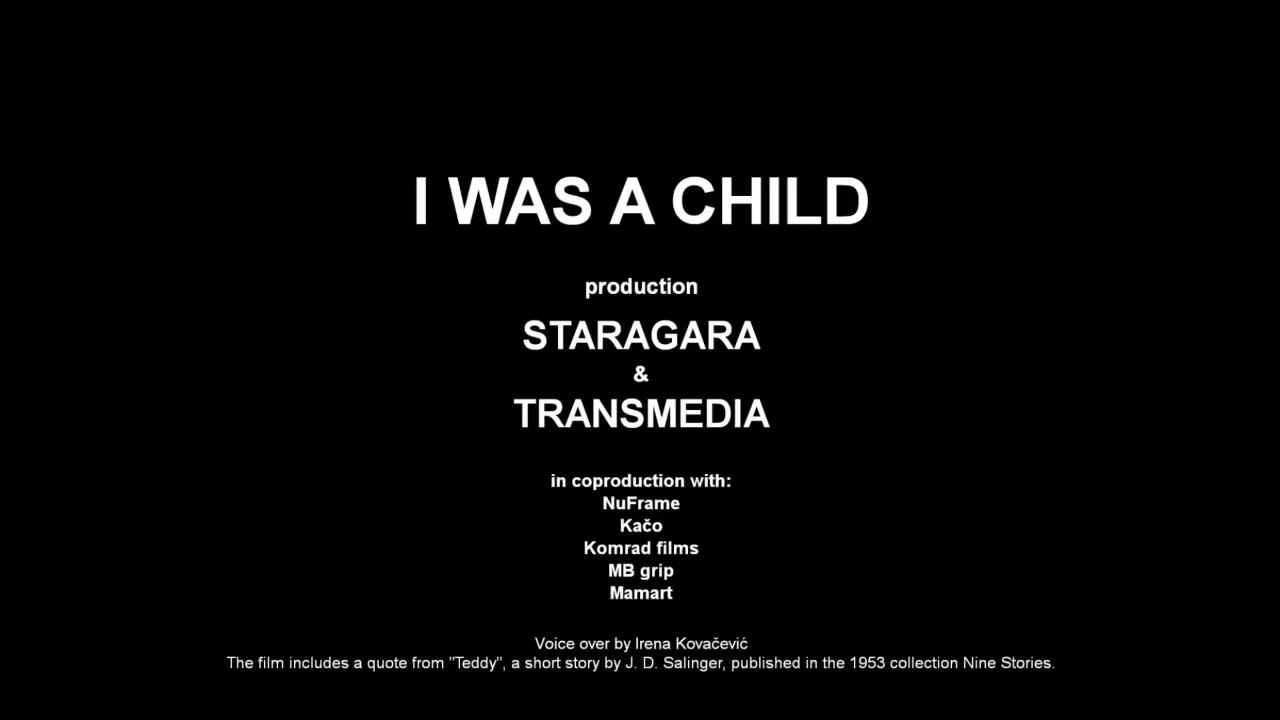 I WAS A CHILD
production
STARAGARA
&
TRANSMEDIA
in coproduction with:
NuFrame
Kačo
Komrad films
MB grip
Mamart
Voice over by Irena Kovačević
The film includes a quote from "Teddy", a short story by J. D. Salinger, published in the 1953 collection Nine Stories.